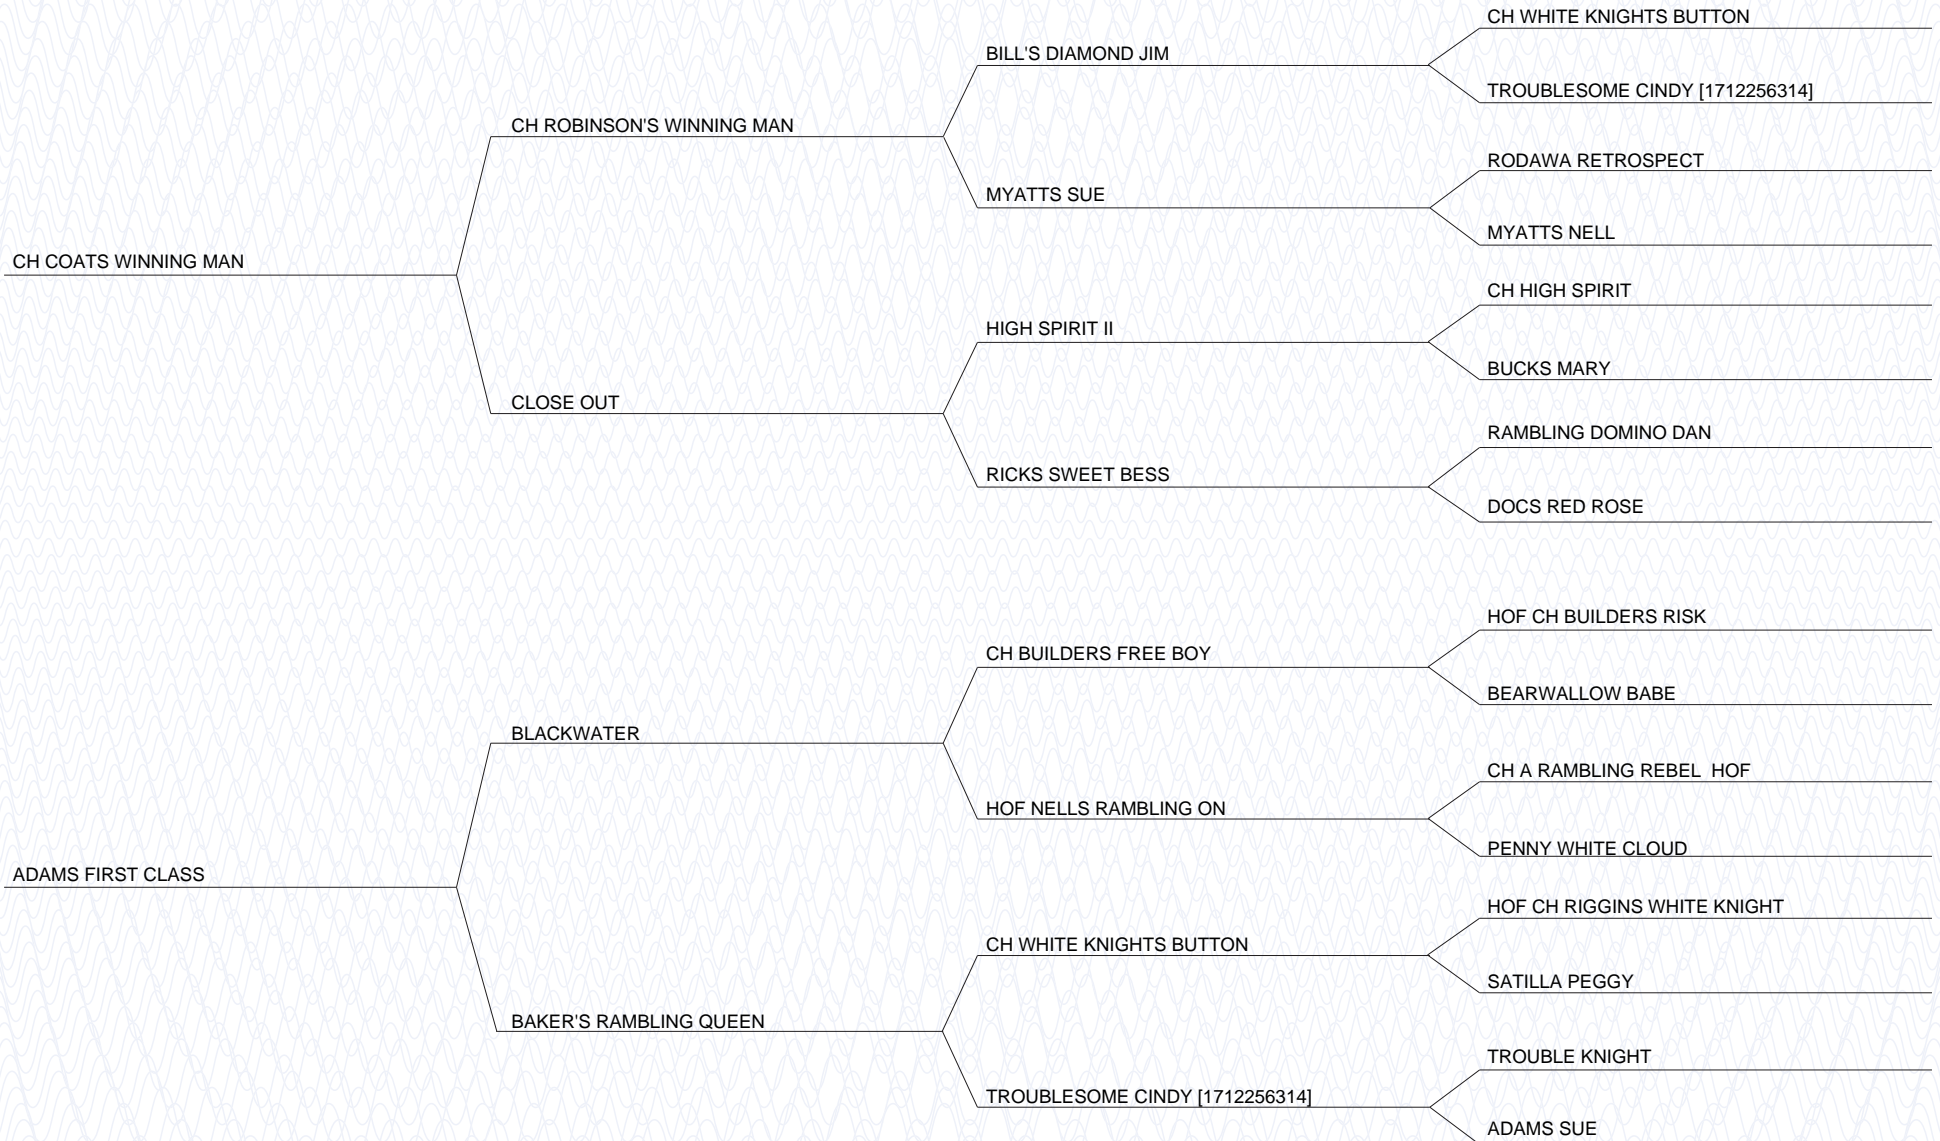 CH WHITE KNIGHTS BUTTON
BILL'S DIAMOND JIM
TROUBLESOME CINDY [1712256314]
CH ROBINSON'S WINNING MAN
RODAWA RETROSPECT
MYATTS SUE
MYATTS NELL
CH COATS WINNING MAN
CH HIGH SPIRIT
HIGH SPIRIT II
BUCKS MARY
CLOSE OUT
RAMBLING DOMINO DAN
RICKS SWEET BESS
DOCS RED ROSE
HOF CH BUILDERS RISK
CH BUILDERS FREE BOY
BEARWALLOW BABE
BLACKWATER
CH A RAMBLING REBEL  HOF
HOF NELLS RAMBLING ON
PENNY WHITE CLOUD
ADAMS FIRST CLASS
HOF CH RIGGINS WHITE KNIGHT
CH WHITE KNIGHTS BUTTON
SATILLA PEGGY
BAKER'S RAMBLING QUEEN
TROUBLE KNIGHT
TROUBLESOME CINDY [1712256314]
ADAMS SUE